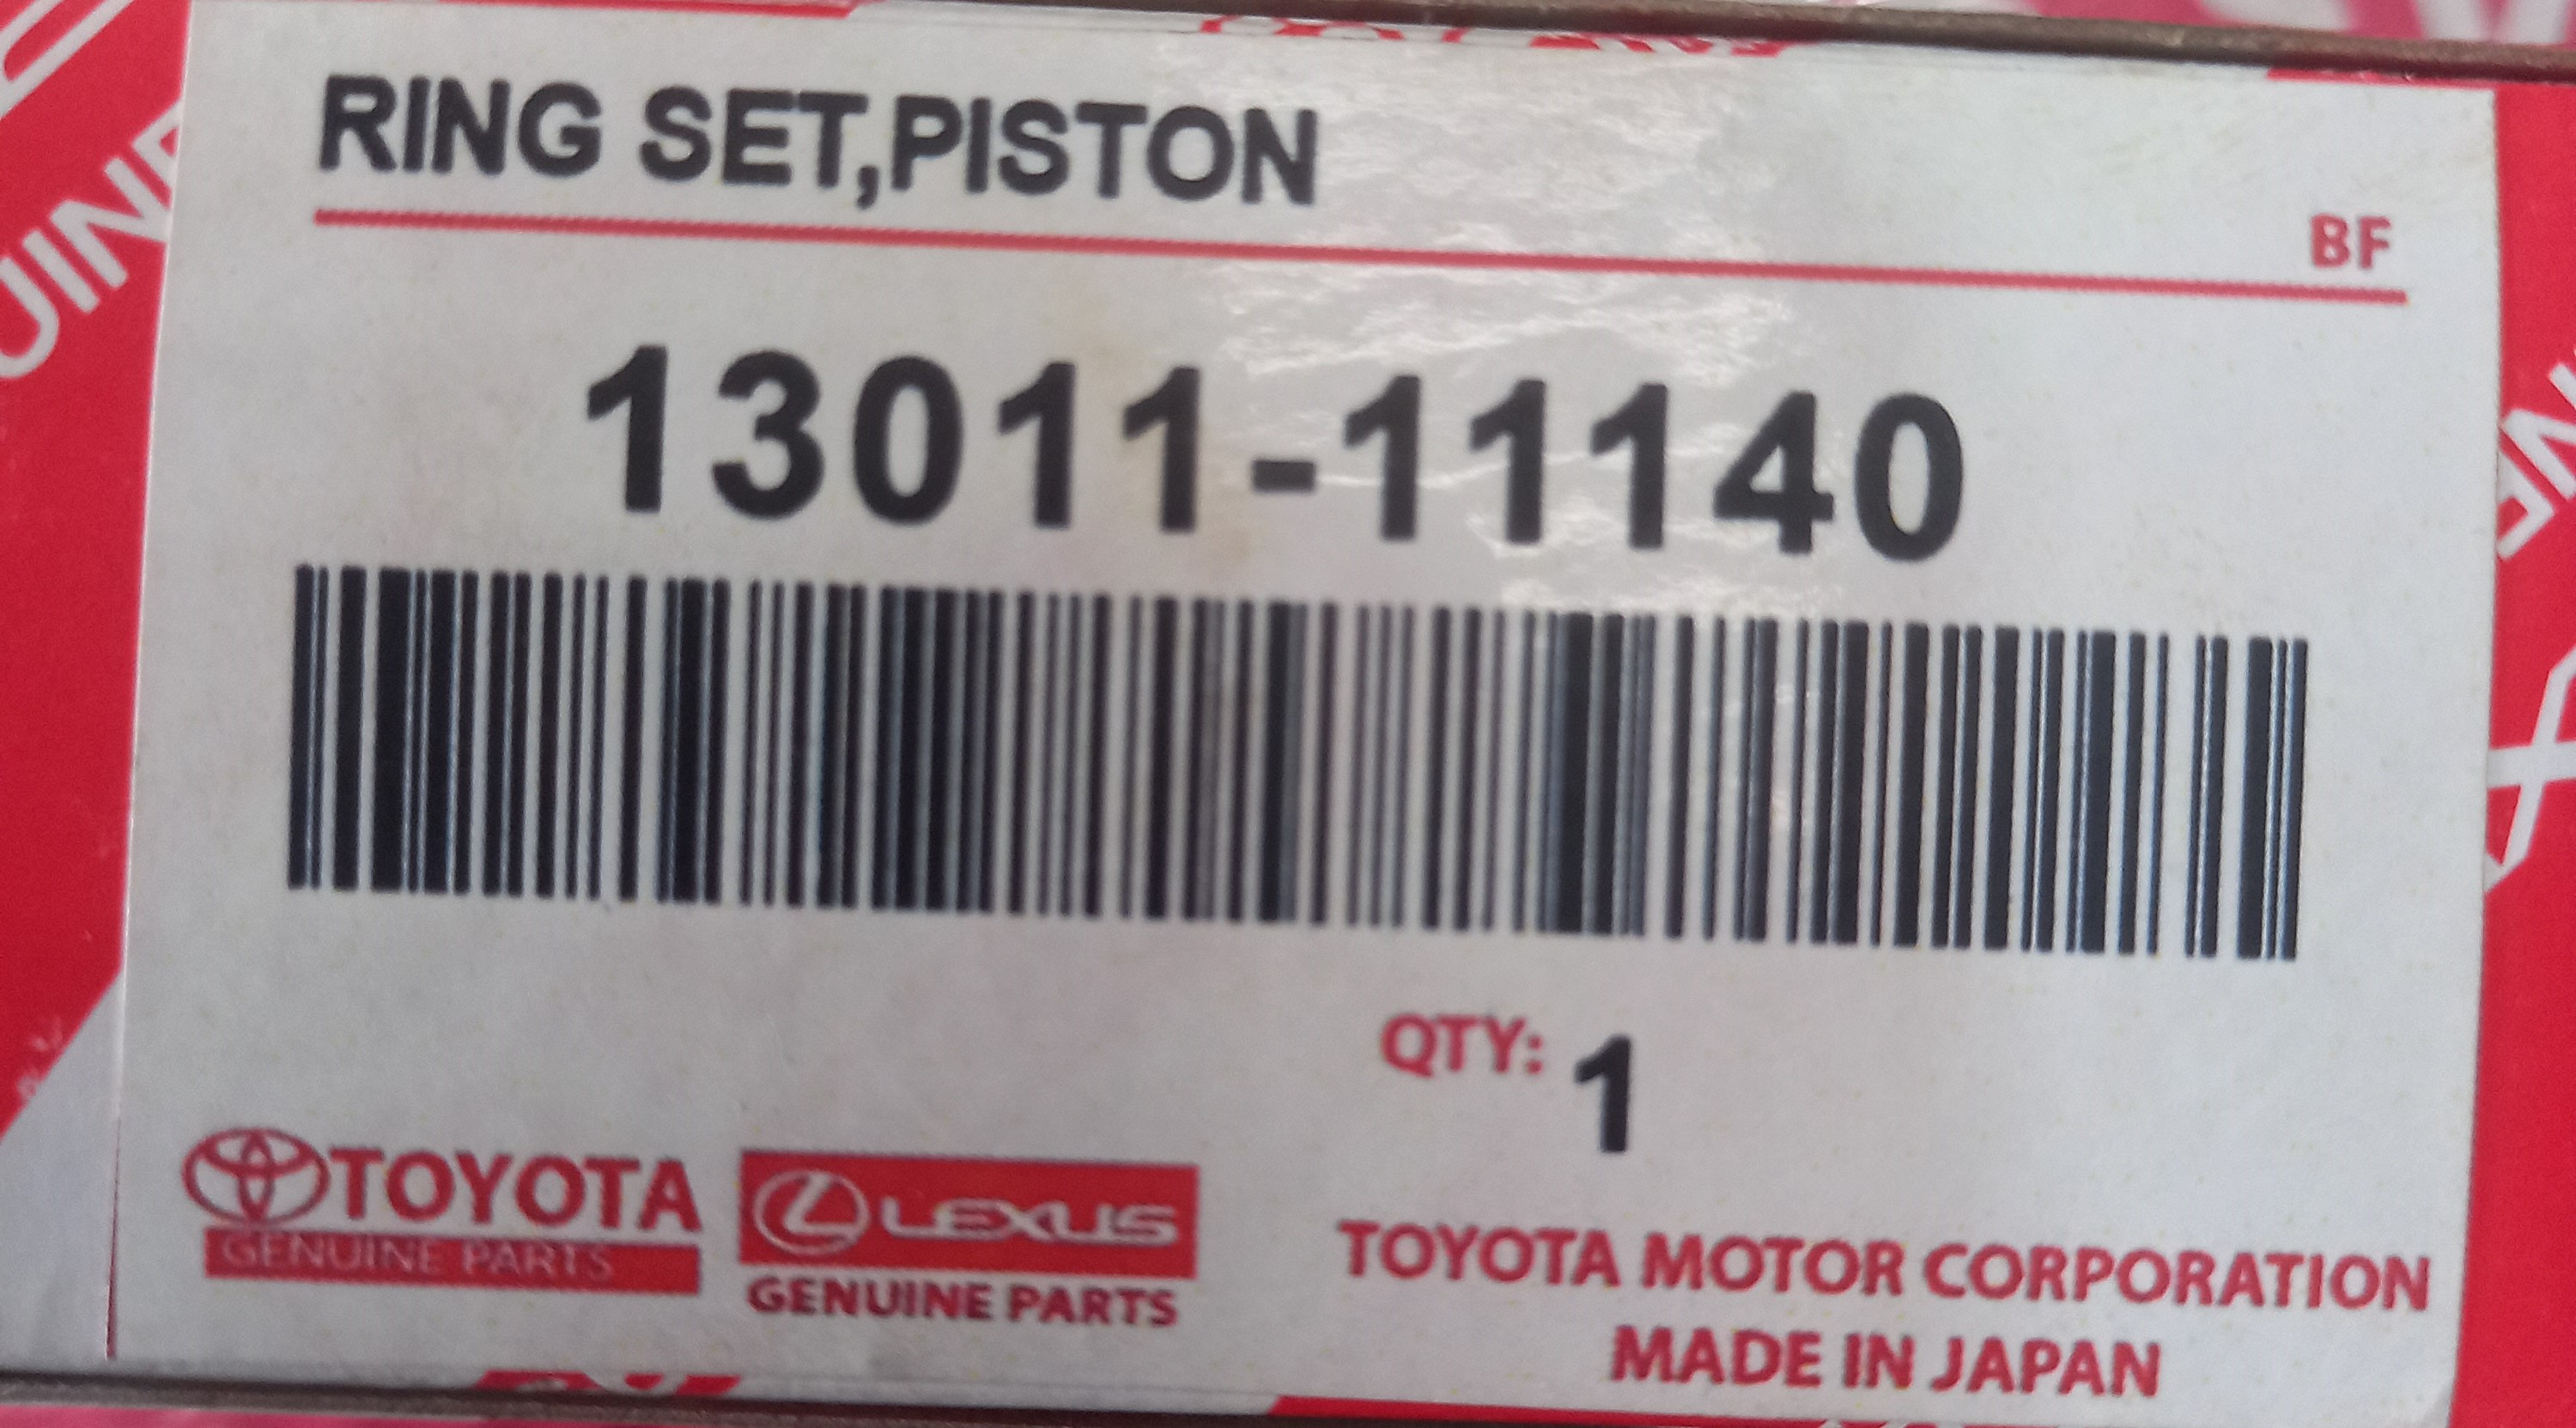 RING SET,PISTON
BF
13011-11140
QTY: 1
TOYOTA
GENUINE PARTS
LEXUS
GENUINE PARTS
TOYOTA MOTOR CORPORATION
MADE IN JAPAN